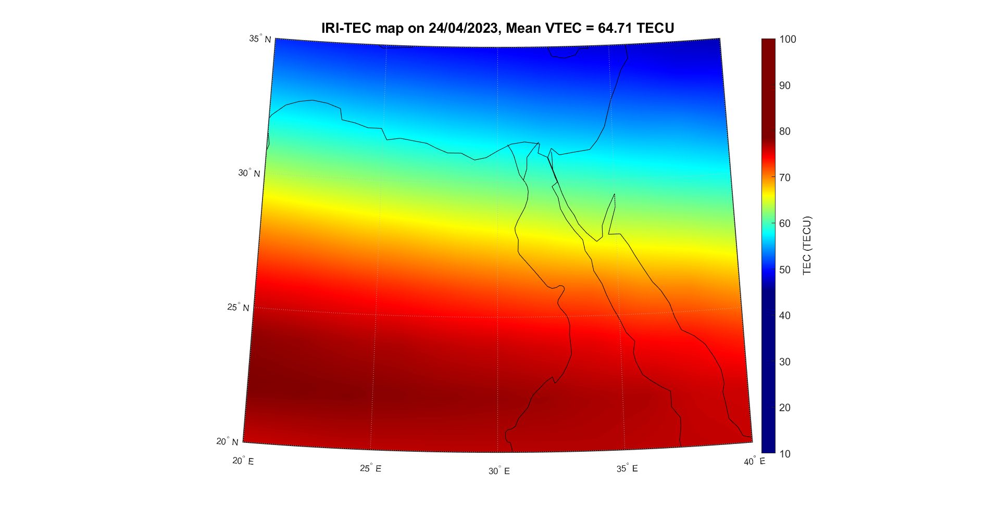 IRI-TEC map on 24/04/2023, Mean VTEC = 64.71 TECU
35° N
30° N
25° N
20° N
20° E
25° E
30° E
35° E
40° E
100
90
80
70
60
50
40
30
20
10
TEC (TECU)